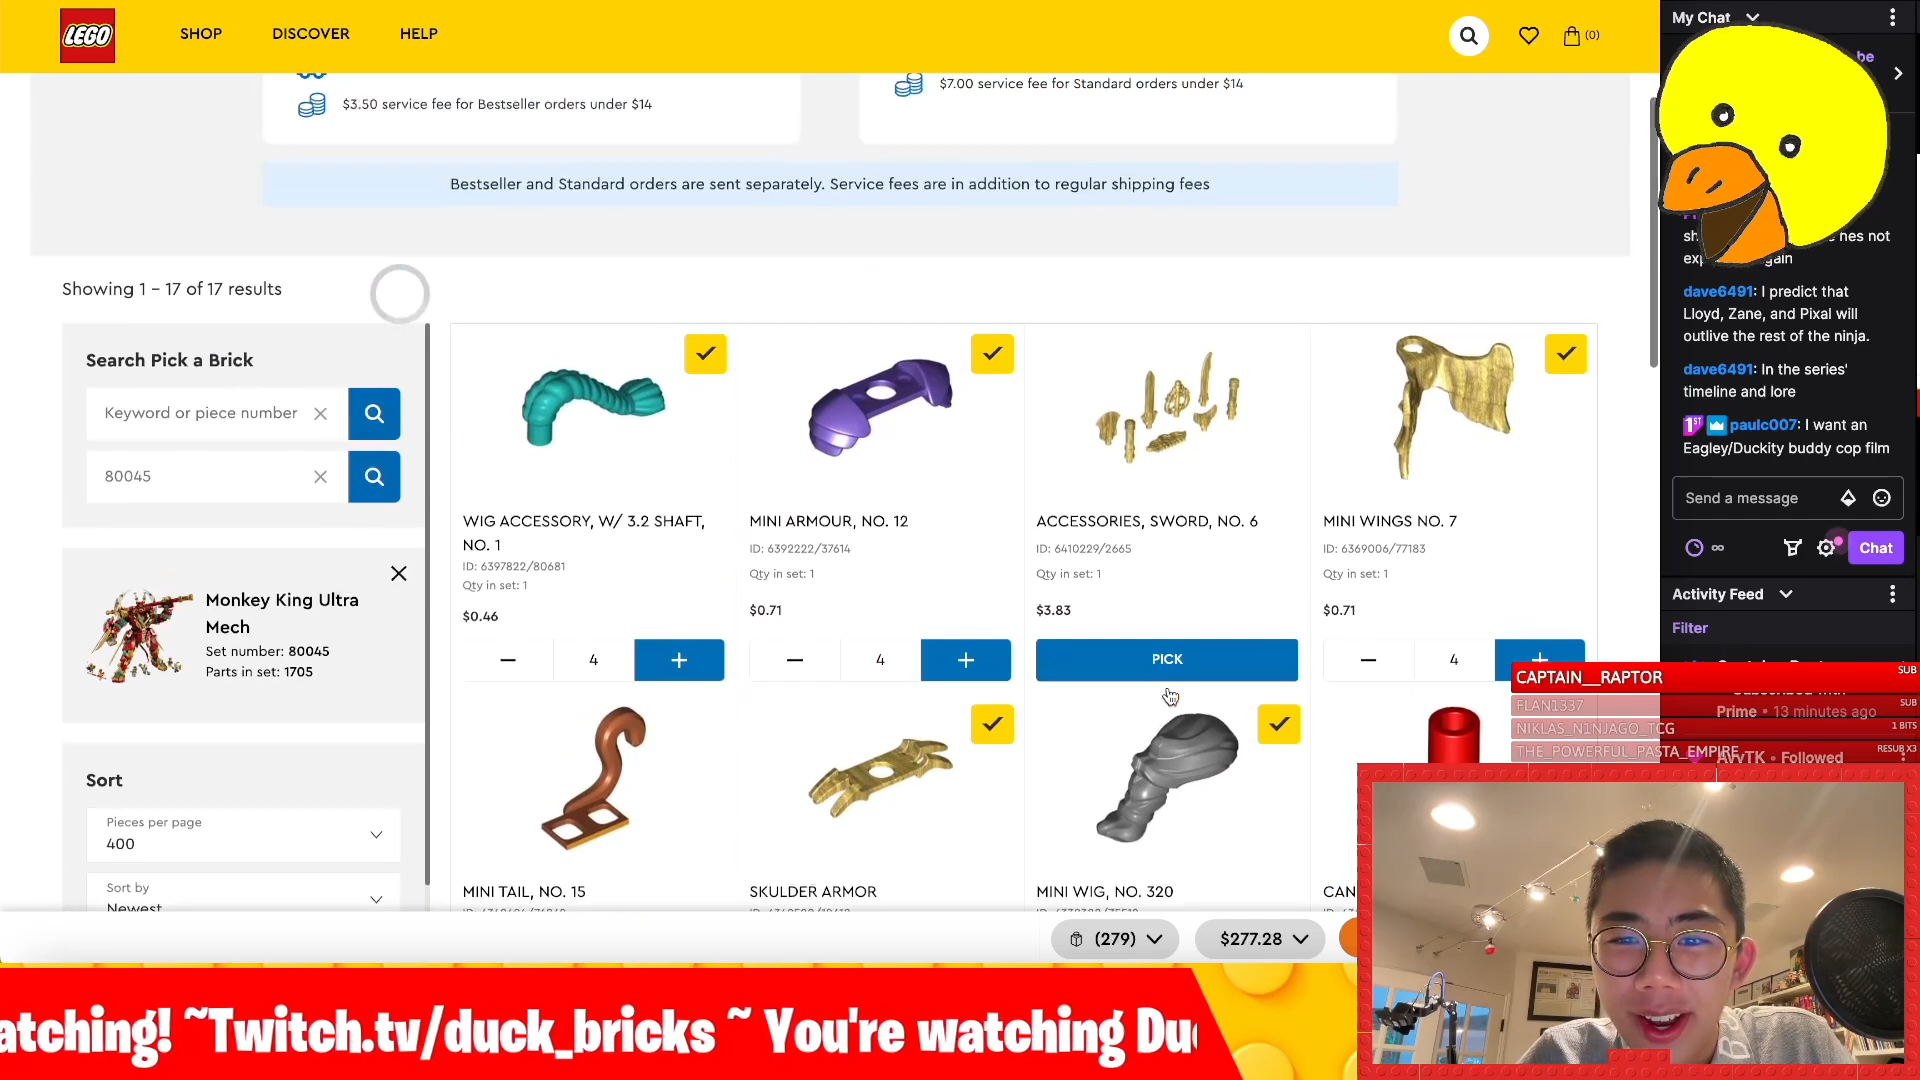 LEGO
SHOP
DISCOVER
HELP
(0)
$3.50 service fee for Bestseller orders under $14
$7.00 service fee for Standard orders under $14
Bestseller and Standard orders are sent separately. Service fees are in addition to regular shipping fees
Showing 1 – 17 of 17 results
Search Pick a Brick
Keyword or piece number
80045
Monkey King Ultra
Mech
Set number: 80045
Parts in set: 1705
Sort
Pieces per page
400
Sort by
Newest
WIG ACCESSORY, W/ 3.2 SHAFT,
NO. 1
ID: 6397822/80681
Qty in set: 1
$0.46
4
MINI ARMOUR, NO. 12
ID: 6392222/37614
Qty in set: 1
$0.71
4
ACCESSORIES, SWORD, NO. 6
ID: 6410229/2665
Qty in set: 1
$3.83
PICK
MINI WINGS NO. 7
ID: 6369006/77183
Qty in set: 1
$0.71
4
MINI TAIL, NO. 15
SKULDER ARMOR
MINI WIG, NO. 320
CAN
(279)
$277.28
My Chat
be
hes not
gain
dave6491: I predict that
Lloyd, Zane, and Pixal will
outlive the rest of the ninja.
dave6491: In the series'
timeline and lore
1ST paulc007: I want an
Eagley/Duckity buddy cop film
Send a message
Chat
Activity Feed
Filter
CAPTAIN__RAPTOR SUB
FLAN1337 SUB
Prime • 13 minutes ago
NIKLAS_N1NJAGO_TCG 1 BITS
THE_POWERFUL_PASTA_EMPIRE RESUB X3
AvyTK • Followed
atching! ~Twitch.tv/duck_bricks ~ You're watching Du